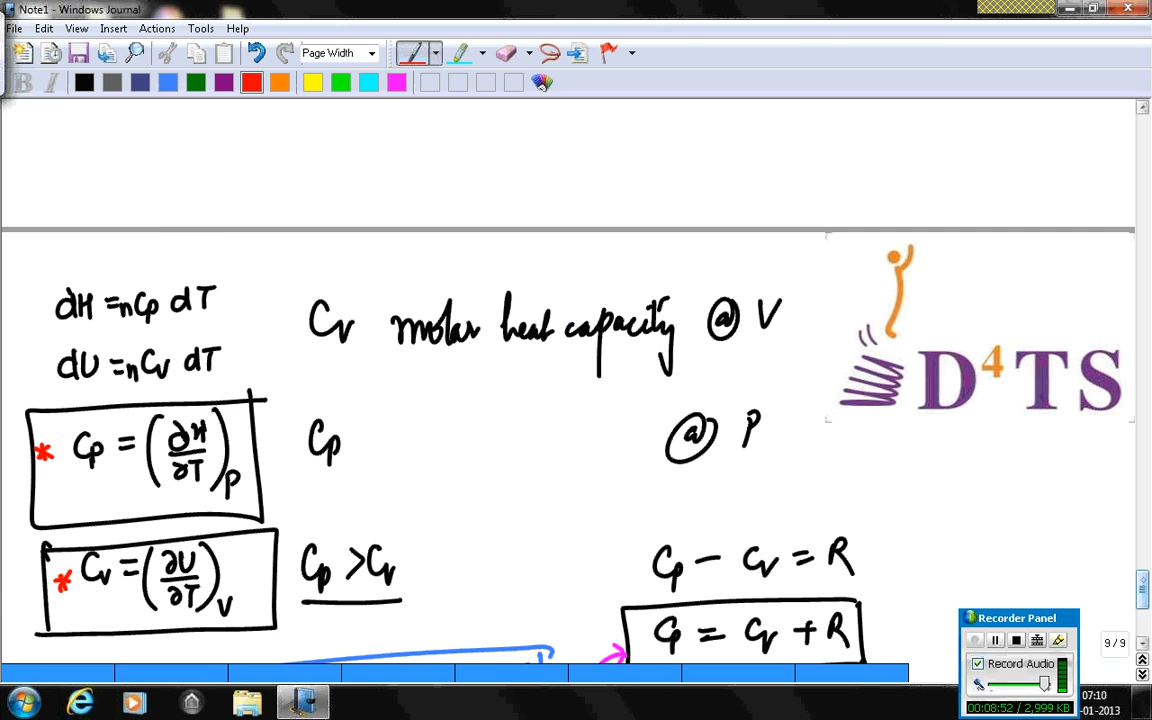 Note1 - Windows Journal
File Edit View Insert Actions Tools Help
Page Width
B I
dH = nCp dT
dU = nCv dT
Cv molar heat capacity @ V
D4TS
* Cp = (∂H/∂T)P
Cp @ P
* Cv = (∂U/∂T)V
Cp > Cv
Cp - Cv = R
Cp = Cv + R
Recorder Panel
Record Audio
00:08:52 / 2,999 KB
9 / 9
07:10
-01-2013